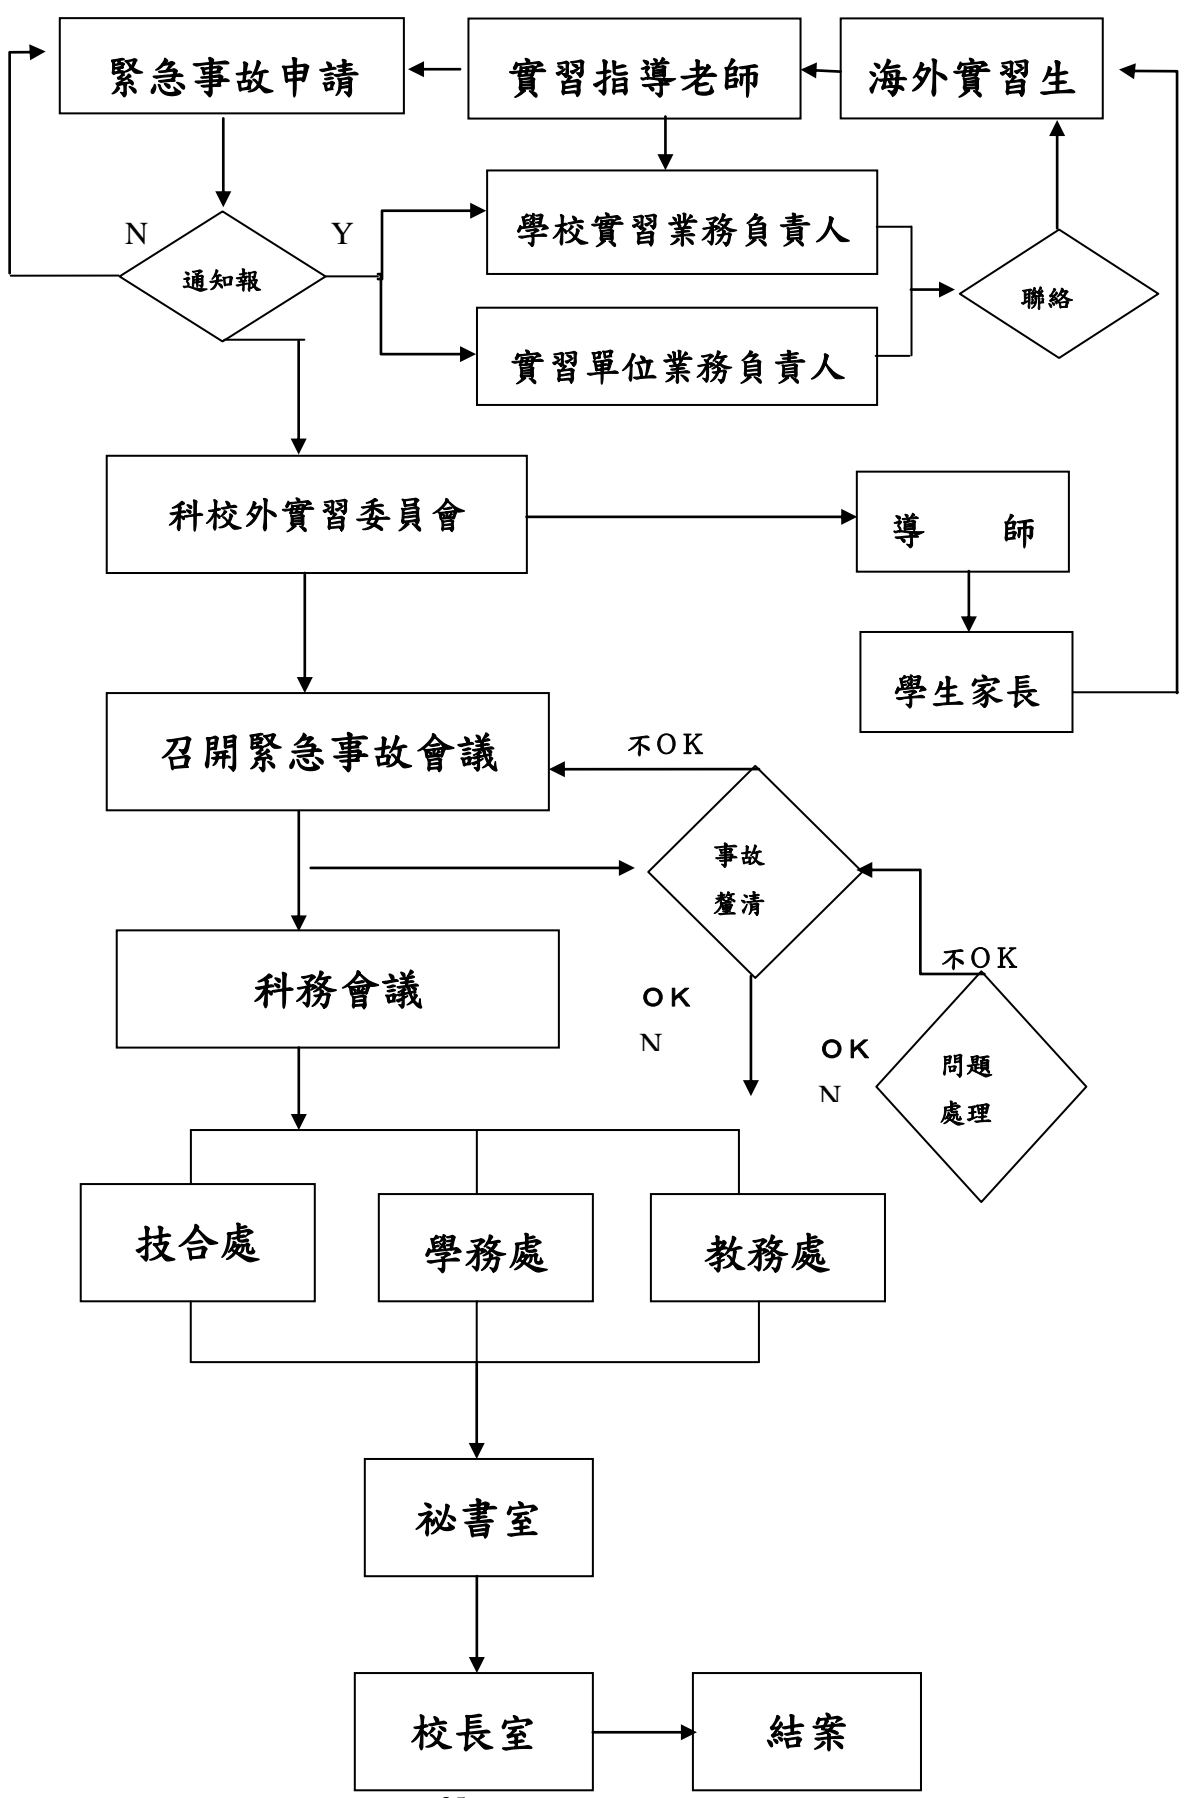 緊急事故申請
實習指導老師
海外實習生
N
Y
通知報
學校實習業務負責人
聯絡
實習單位業務負責人
科校外實習委員會
導 師
學生家長
召開緊急事故會議
不OK
事故
釐清
科務會議
不OK
OK
N
OK
N
問題
處理
技合處
學務處
教務處
祕書室
校長室
結案